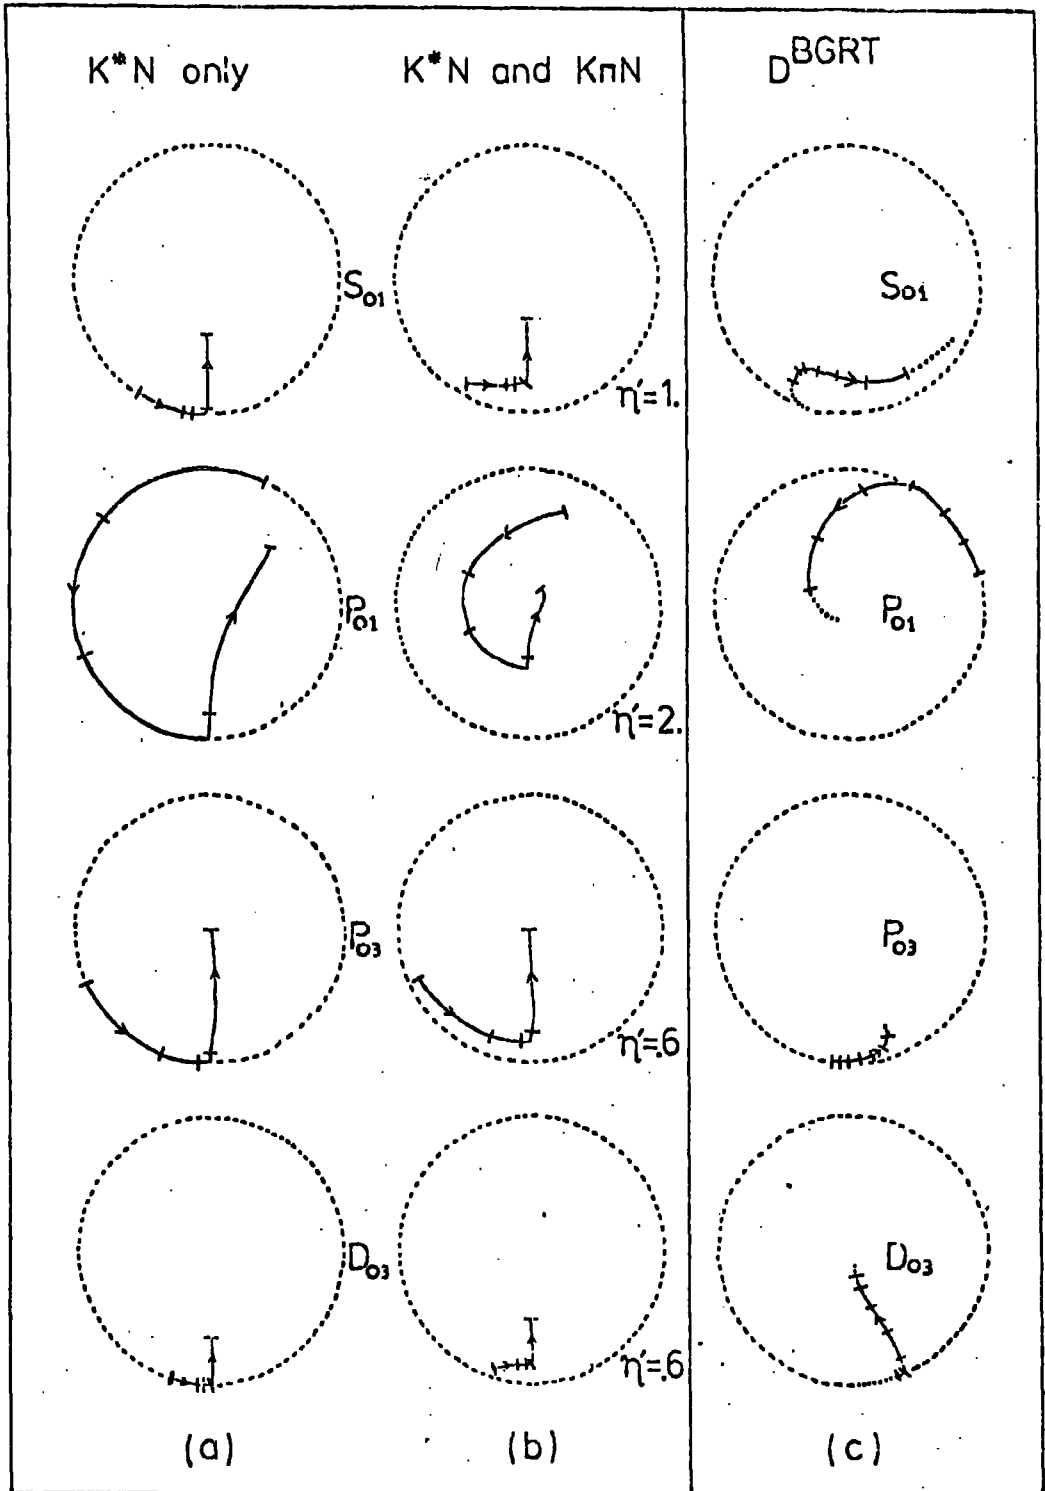 K*N only K*N and KπN D^BGRT
S₀₁ S₀₁
η'=1.
P₀₁ P₀₁
η'=2.
P₀₃ P₀₃
η'=.6
D₀₃ D₀₃
η'=.6
(a) (b) (c)